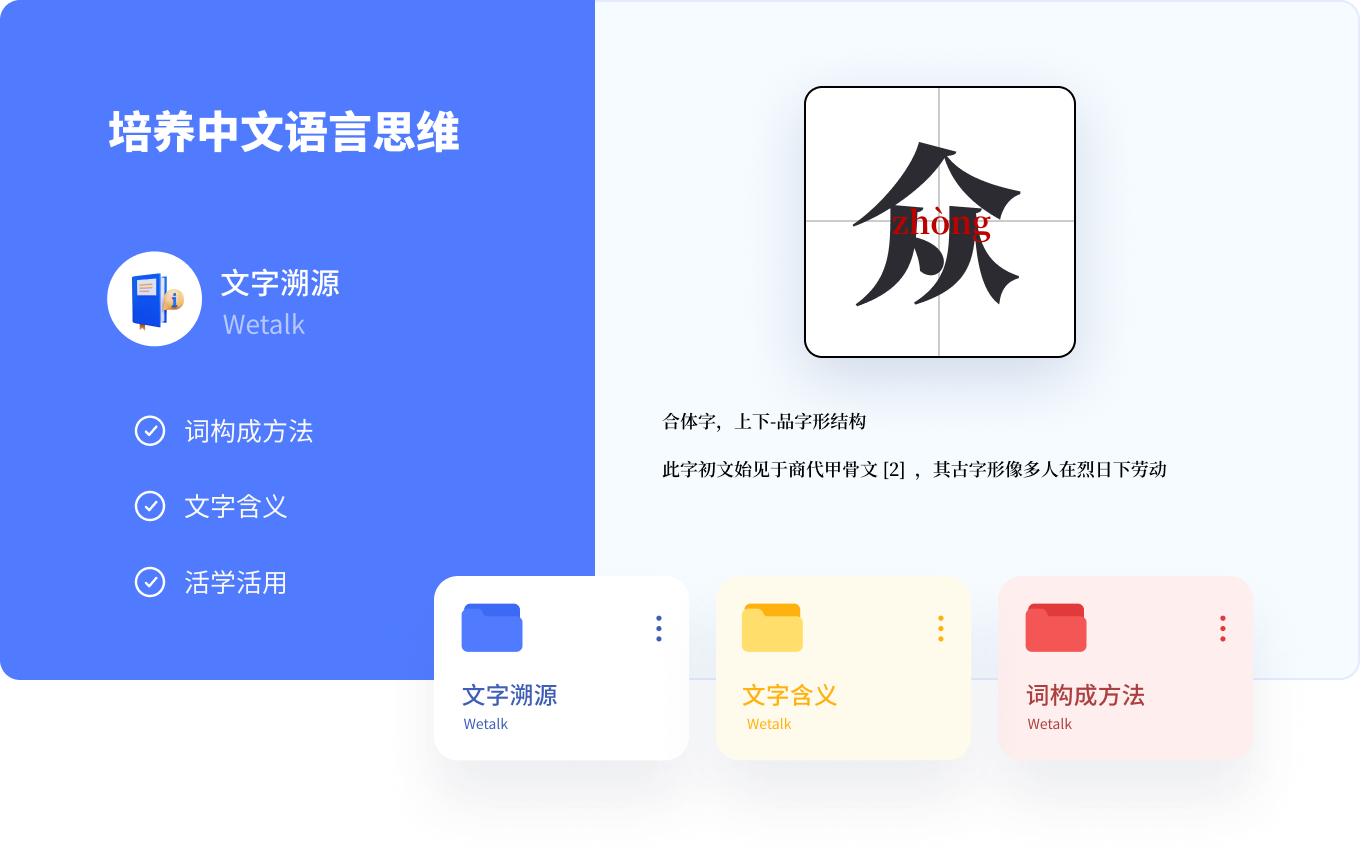 培养中文语言思维
文字溯源
Wetalk
词构成方法
文字含义
活学活用
众
zhòng
合体字，上下-品字形结构
此字初文始见于商代甲骨文 [2] ，其古字形像多人在烈日下劳动
文字溯源
Wetalk
文字含义
Wetalk
词构成方法
Wetalk